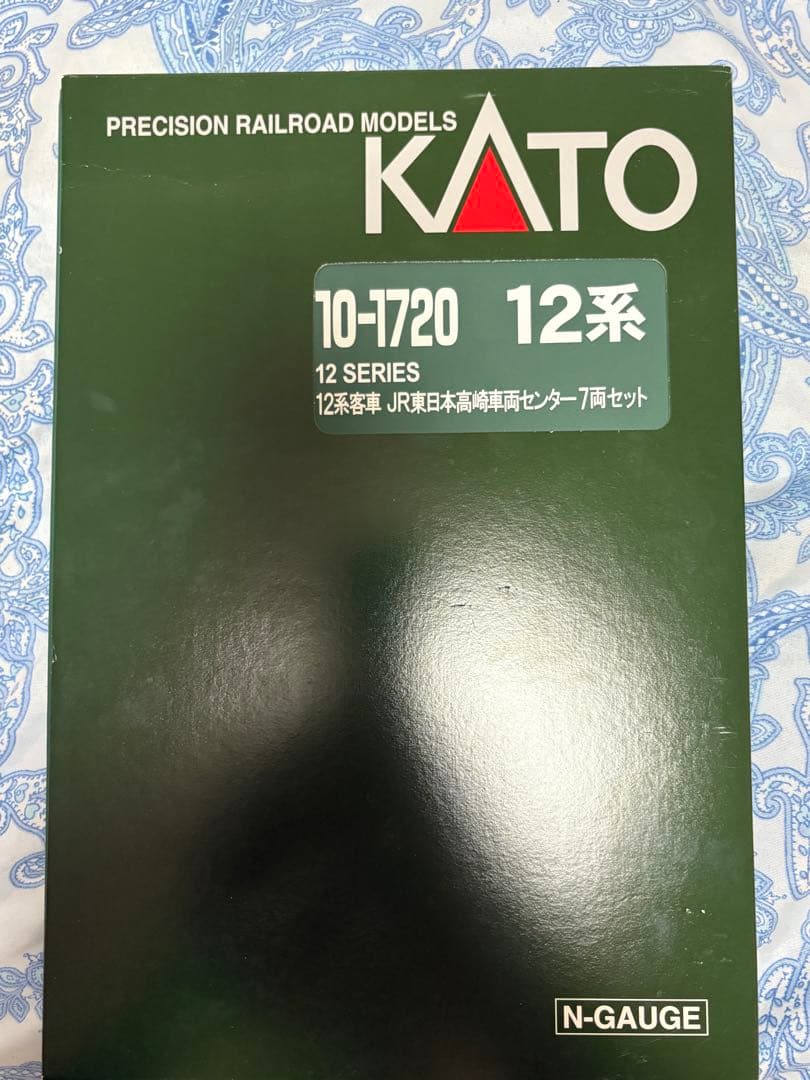 PRECISION RAILROAD MODELS
KATO
10-1720 12系
12 SERIES
12系客車 JR東日本高崎車両センター7両セット
N-GAUGE